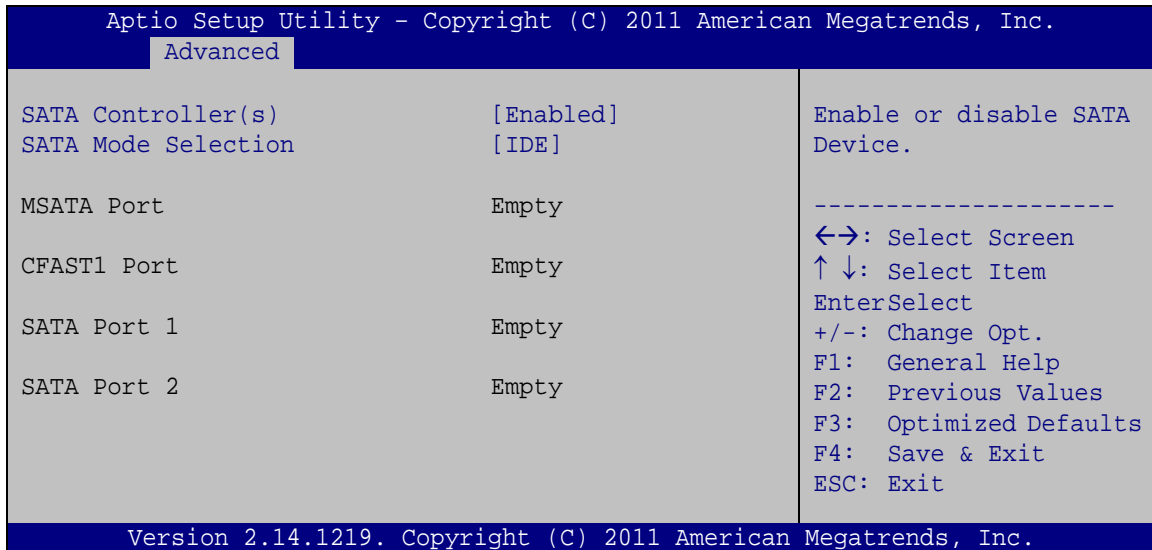 Aptio Setup Utility – Copyright (C) 2011 American Megatrends, Inc.
Advanced
SATA Controller(s) [Enabled]
SATA Mode Selection [IDE]
MSATA Port Empty
CFAST1 Port Empty
SATA Port 1 Empty
SATA Port 2 Empty
Enable or disable SATA
Device.
---------------------
←→: Select Screen
↑ ↓: Select Item
EnterSelect
+/-: Change Opt.
F1: General Help
F2: Previous Values
F3: Optimized Defaults
F4: Save & Exit
ESC: Exit
Version 2.14.1219. Copyright (C) 2011 American Megatrends, Inc.